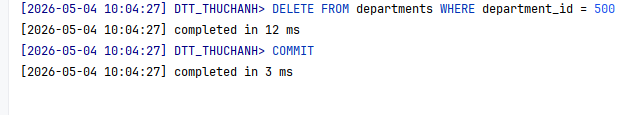 [2026-05-04 10:04:27] DTT_THUCHANH> DELETE FROM departments WHERE department_id = 500
[2026-05-04 10:04:27] completed in 12 ms
[2026-05-04 10:04:27] DTT_THUCHANH> COMMIT
[2026-05-04 10:04:27] completed in 3 ms